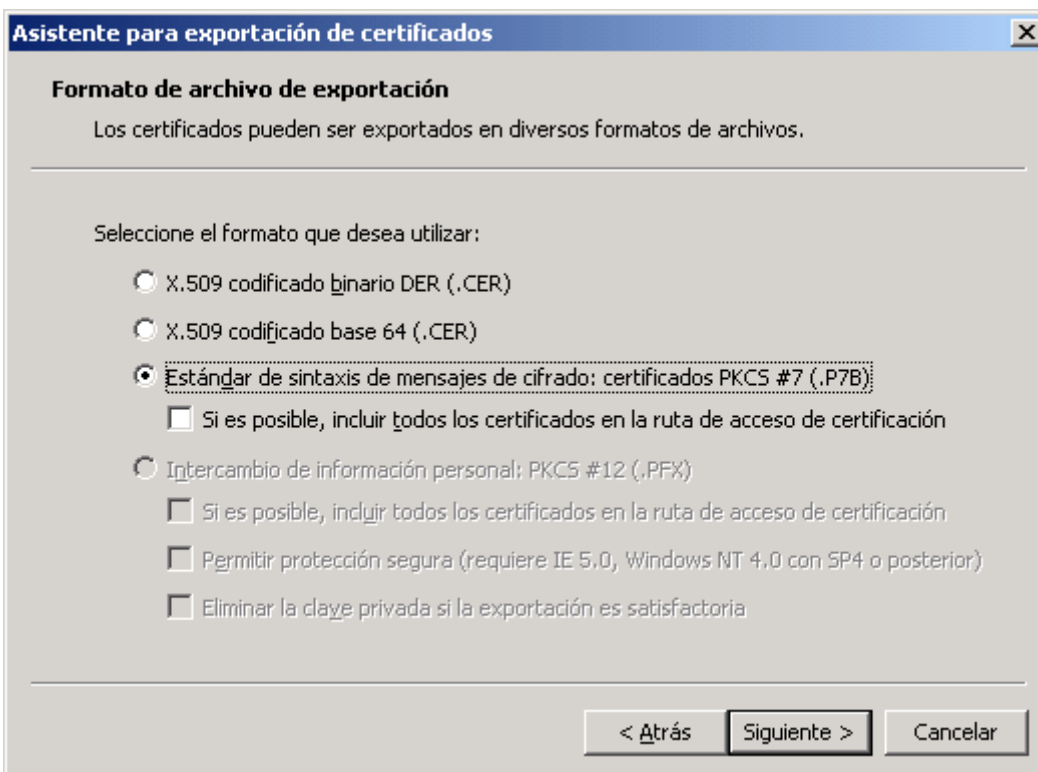 Asistente para exportación de certificados
Formato de archivo de exportación
Los certificados pueden ser exportados en diversos formatos de archivos.
Seleccione el formato que desea utilizar:
X.509 codificado binario DER (.CER)
X.509 codificado base 64 (.CER)
Estándar de sintaxis de mensajes de cifrado: certificados PKCS #7 (.P7B)
Si es posible, incluir todos los certificados en la ruta de acceso de certificación
Intercambio de información personal: PKCS #12 (.PFX)
Si es posible, incluir todos los certificados en la ruta de acceso de certificación
Permitir protección segura (requiere IE 5.0, Windows NT 4.0 con SP4 o posterior)
Eliminar la clave privada si la exportación es satisfactoria
< Atrás Siguiente > Cancelar